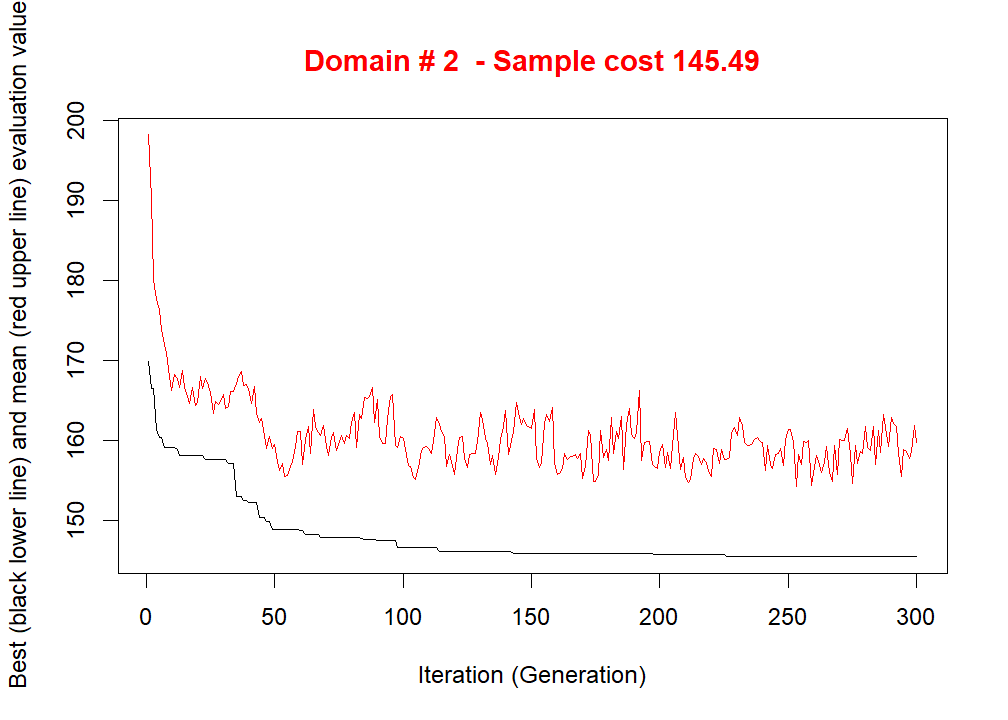 Domain # 2  - Sample cost 145.49
Best (black lower line) and mean (red upper line) evaluation value
200
190
180
170
160
150
0 50 100 150 200 250 300
Iteration (Generation)